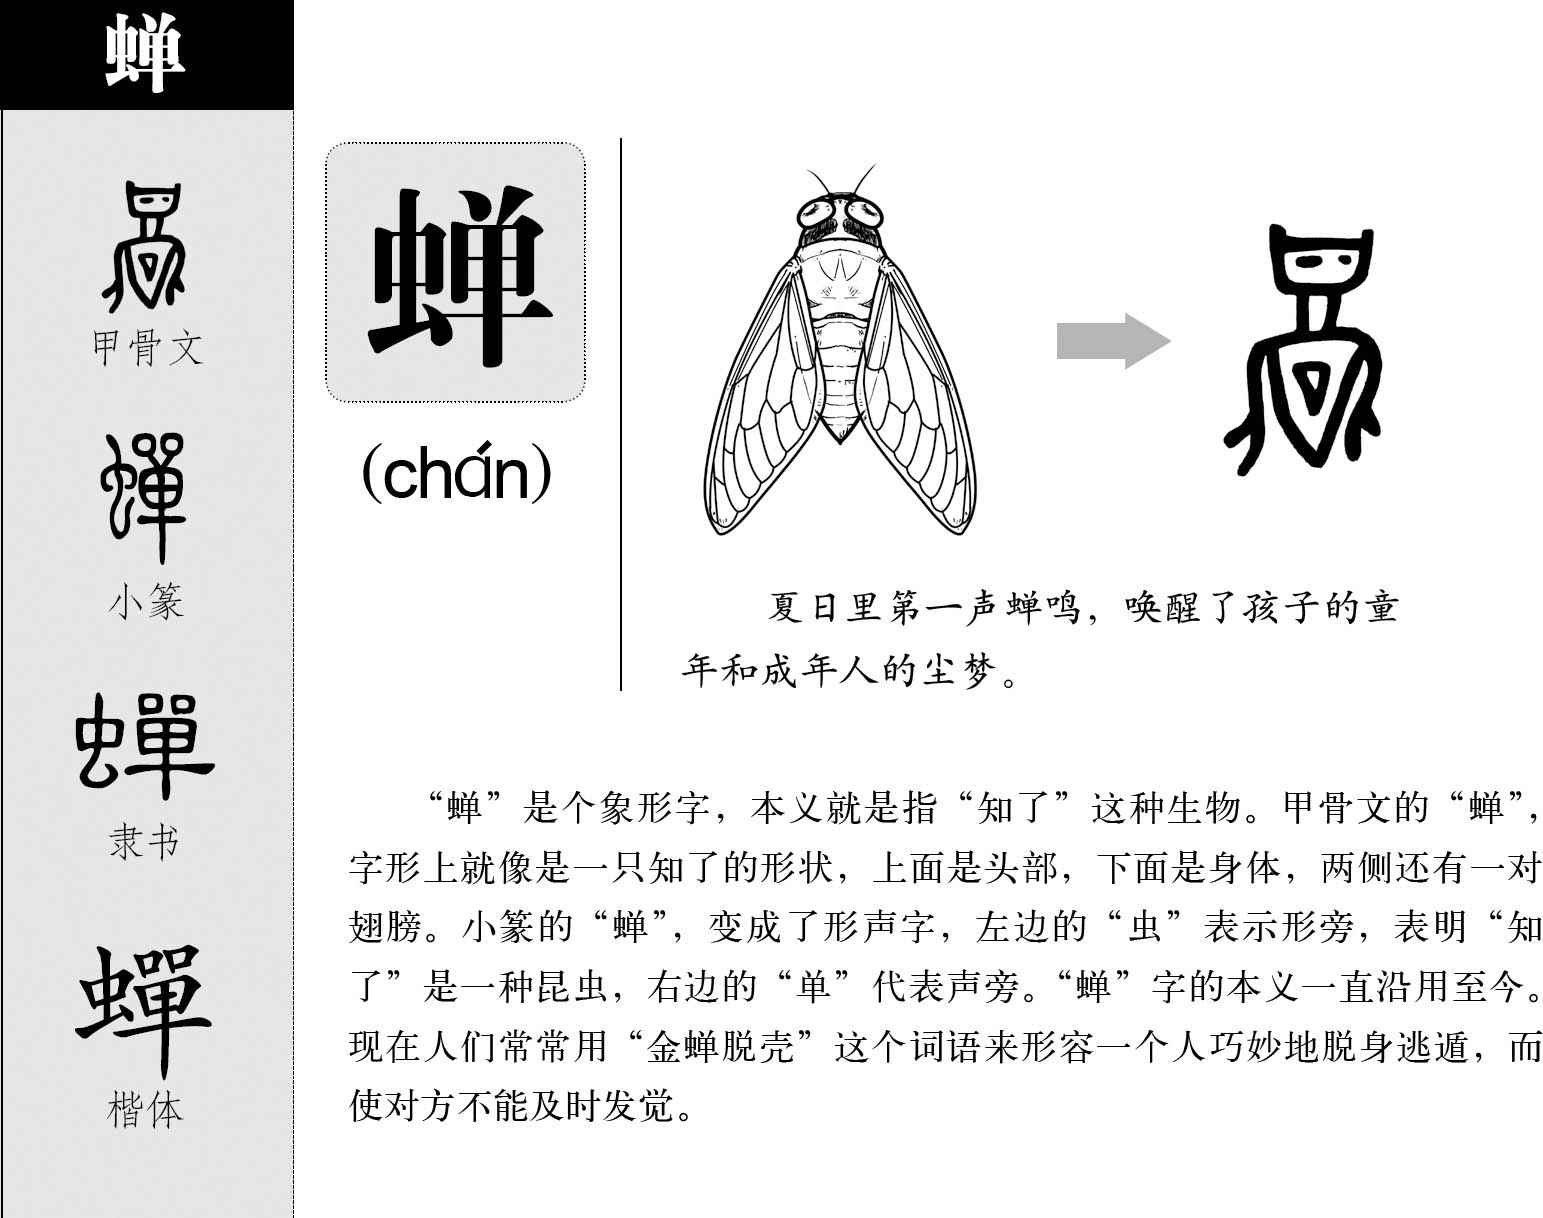 蝉
甲骨文
蟬
小篆
蟬
隶书
蟬
楷体
蝉
(chán)
夏日里第一声蝉鸣，唤醒了孩子的童
年和成年人的尘梦。
“蝉”是个象形字，本义就是指“知了”这种生物。甲骨文的“蝉”，
字形上就像是一只知了的形状，上面是头部，下面是身体，两侧还有一对
翅膀。小篆的“蝉”，变成了形声字，左边的“虫”表示形旁，表明“知
了”是一种昆虫，右边的“单”代表声旁。“蝉”字的本义一直沿用至今。
现在人们常常用“金蝉脱壳”这个词语来形容一个人巧妙地脱身逃遁，而
使对方不能及时发觉。